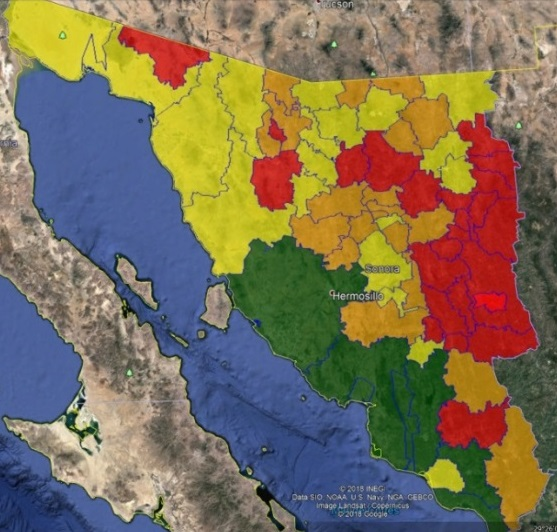 Tucson
Sonora
Hermosillo
© 2018 INEGI
Data SIO, NOAA, U.S. Navy, NGA, GEBCO
Image Landsat / Copernicus
© 2018 Google